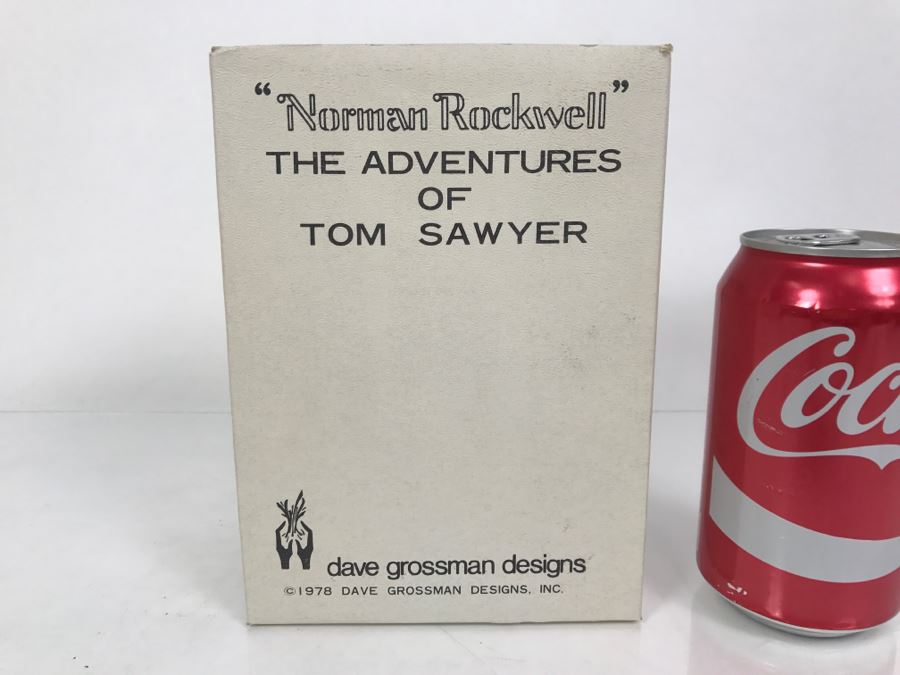 “Norman Rockwell”
THE ADVENTURES
OF
TOM SAWYER
dave grossman designs
©1978 DAVE GROSSMAN DESIGNS, INC.
Coca